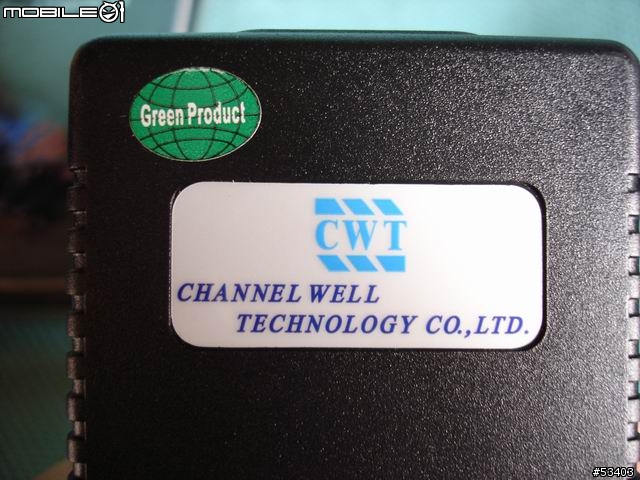 MOBILE01
Green Product
CWT
CHANNEL WELL
TECHNOLOGY CO.,LTD.
#53403